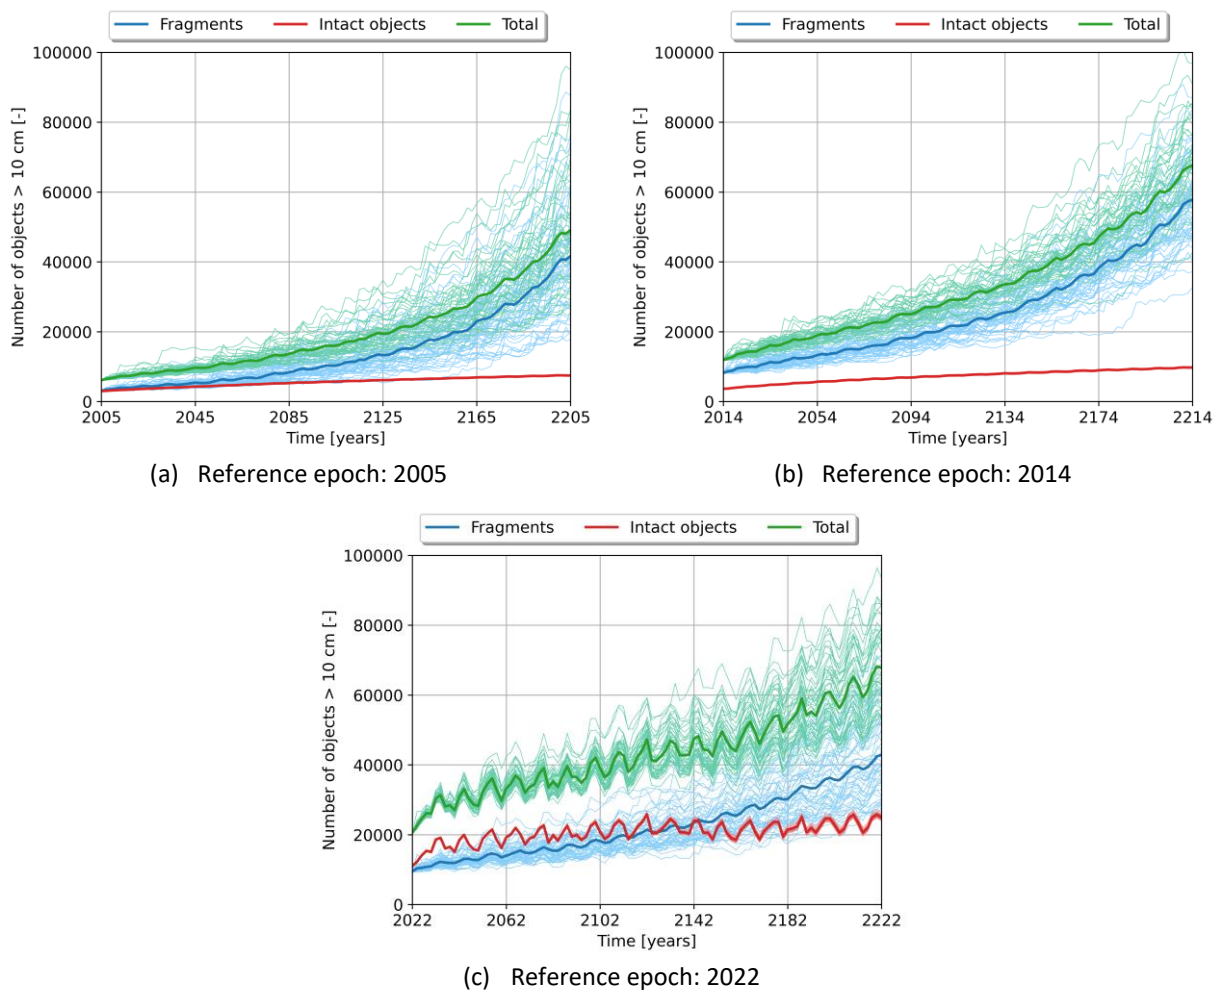 Fragments Intact objects Total
Number of objects > 10 cm [-]
100000
80000
60000
40000
20000
0
2005 2045 2085 2125 2165 2205
Time [years]
(a) Reference epoch: 2005
Fragments Intact objects Total
Number of objects > 10 cm [-]
100000
80000
60000
40000
20000
0
2014 2054 2094 2134 2174 2214
Time [years]
(b) Reference epoch: 2014
Fragments Intact objects Total
Number of objects > 10 cm [-]
100000
80000
60000
40000
20000
0
2022 2062 2102 2142 2182 2222
Time [years]
(c) Reference epoch: 2022